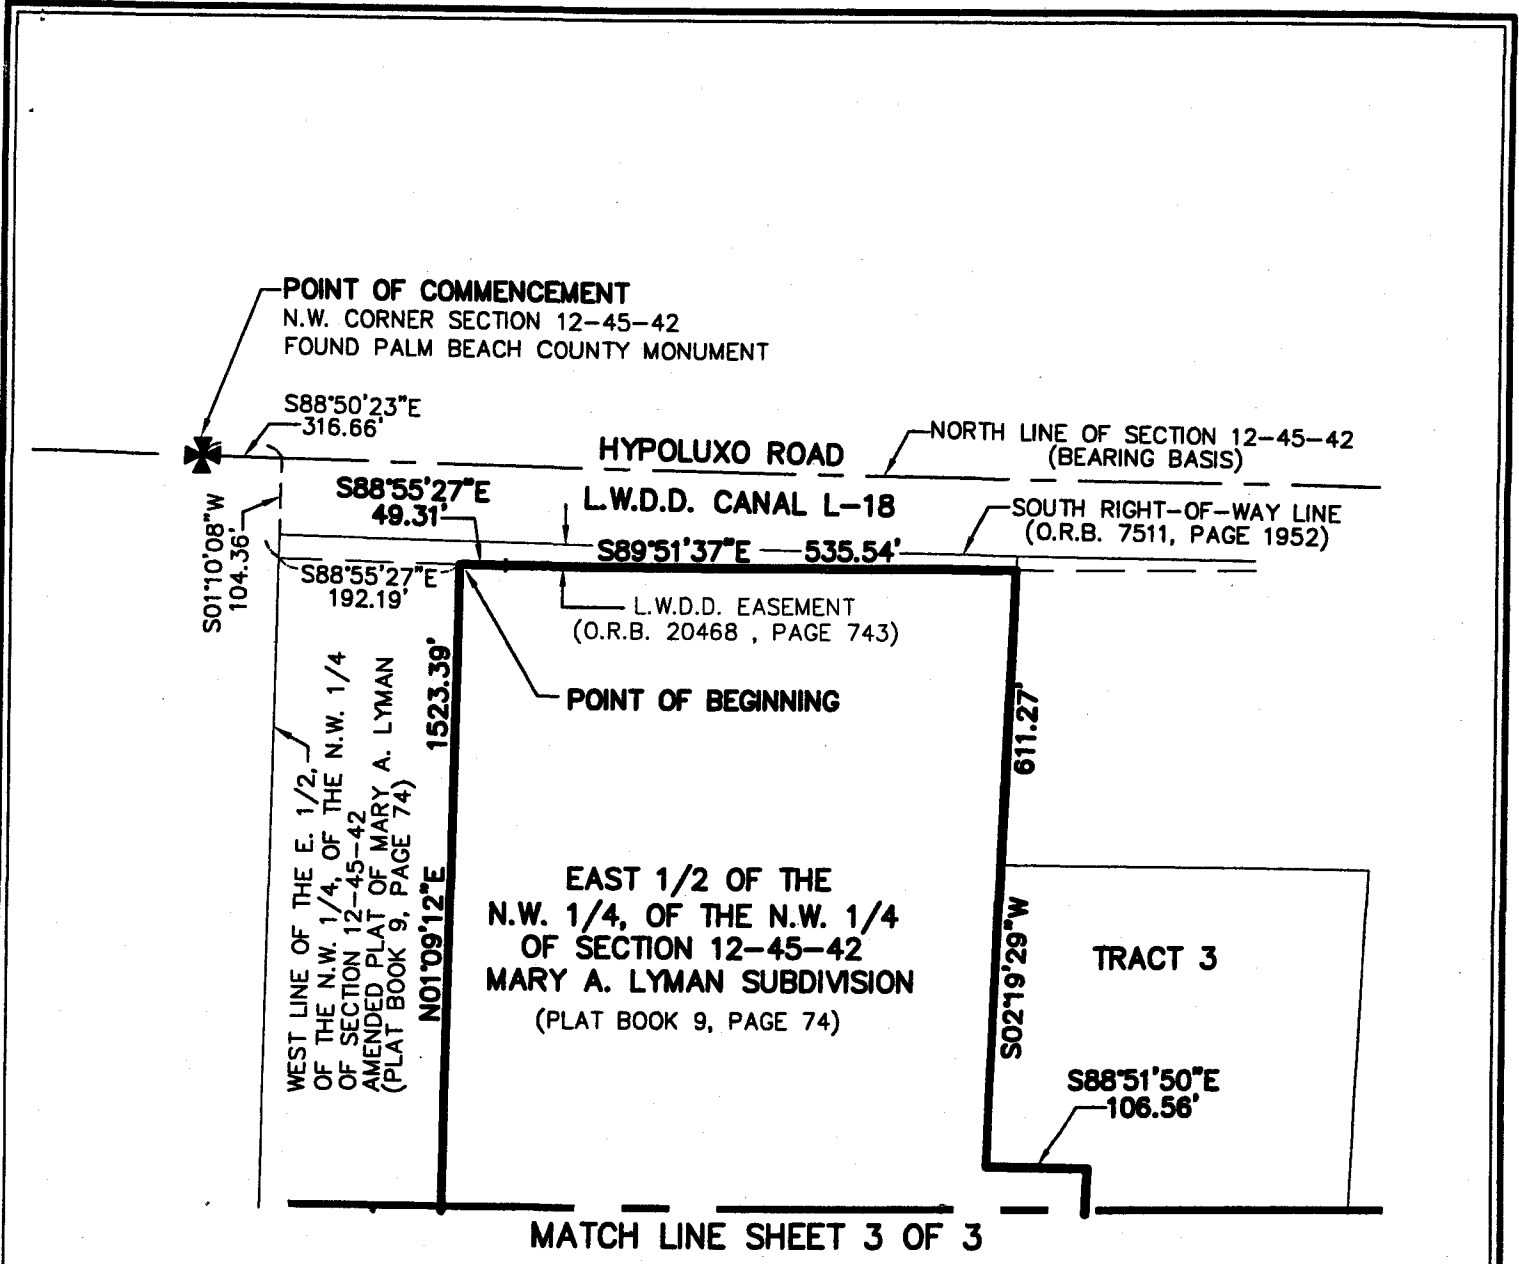 POINT OF COMMENCEMENT
N.W. CORNER SECTION 12-45-42
FOUND PALM BEACH COUNTY MONUMENT
S88°50'23"E
316.66'
HYPOLUXO ROAD
NORTH LINE OF SECTION 12-45-42
(BEARING BASIS)
S01°10'08"W
104.36'
S88°55'27"E
49.31'
L.W.D.D. CANAL L-18
SOUTH RIGHT-OF-WAY LINE
(O.R.B. 7511, PAGE 1952)
S89°51'37"E
535.54'
S88°55'27"E
192.19'
L.W.D.D. EASEMENT
(O.R.B. 20468 , PAGE 743)
POINT OF BEGINNING
1523.39'
N01°09'12"E
611.27'
S02°19'29"W
WEST LINE OF THE E. 1/2,
OF THE N.W. 1/4, OF THE N.W. 1/4
OF SECTION 12-45-42
AMENDED PLAT OF MARY A. LYMAN
(PLAT BOOK 9, PAGE 74)
EAST 1/2 OF THE
N.W. 1/4, OF THE N.W. 1/4
OF SECTION 12-45-42
MARY A. LYMAN SUBDIVISION
(PLAT BOOK 9, PAGE 74)
TRACT 3
S88°51'50"E
106.56'
MATCH LINE SHEET 3 OF 3